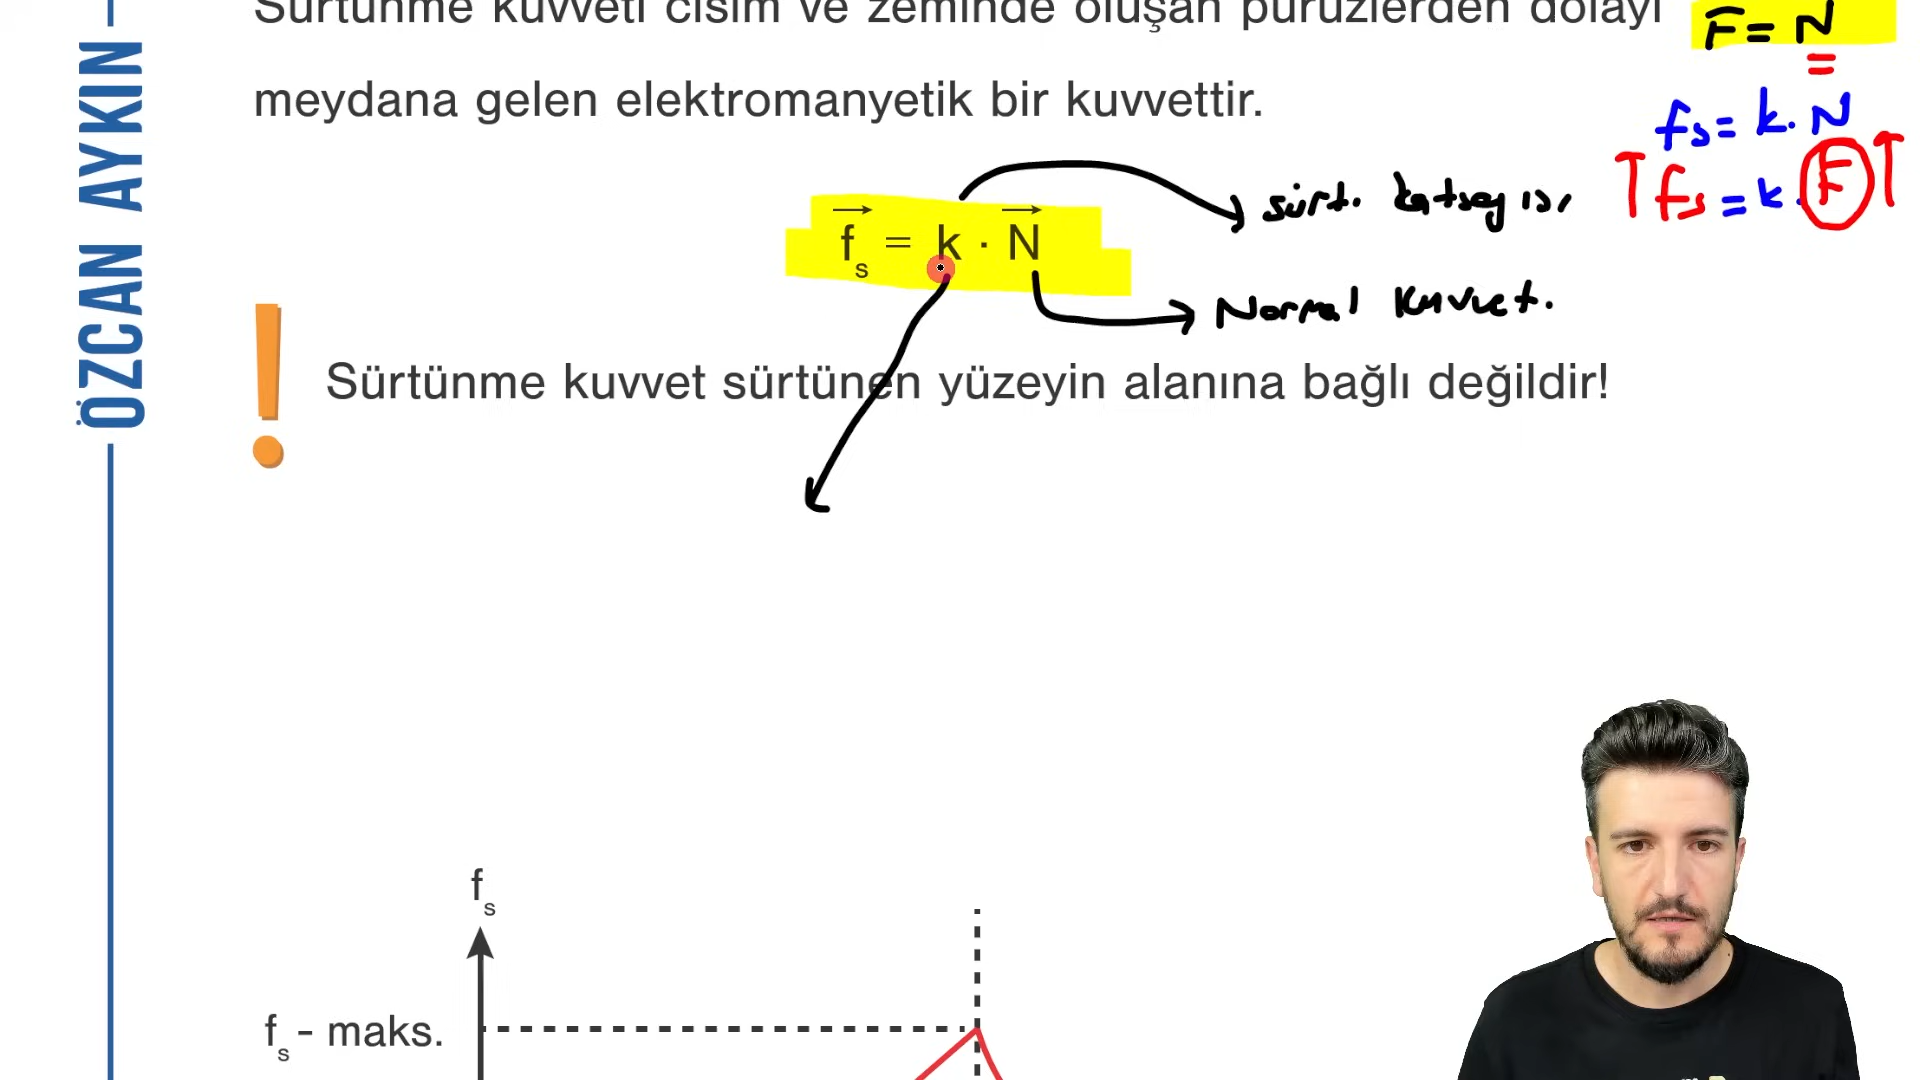 Sürtünme kuvveti cisim ve zeminde oluşan pürüzlerden dolayı
meydana gelen elektromanyetik bir kuvvettir.
F = N
fs = k. N
fs = k. F
fs = k · N
sürt. katsayısı
Normal kuvvet.
Sürtünme kuvvet sürtünen yüzeyin alanına bağlı değildir!
fs
fs - maks.
ÖZCAN AYKIN